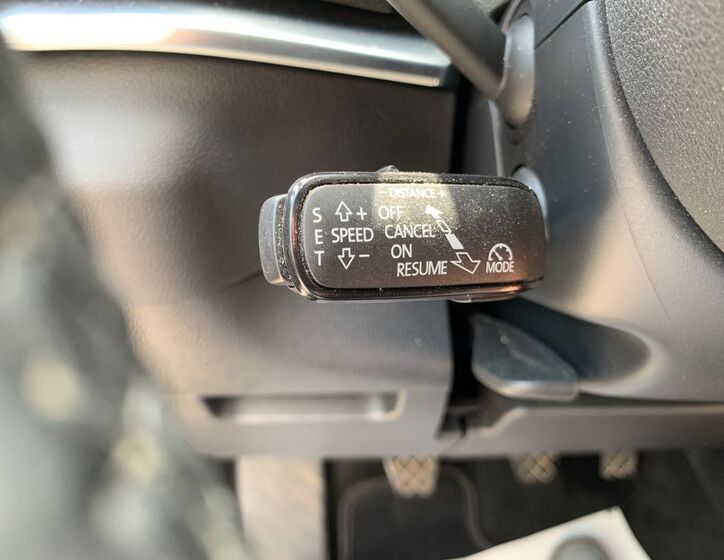 - DISTANCE +
S E T
+
SPEED
-
OFF
CANCEL
ON
RESUME
MODE